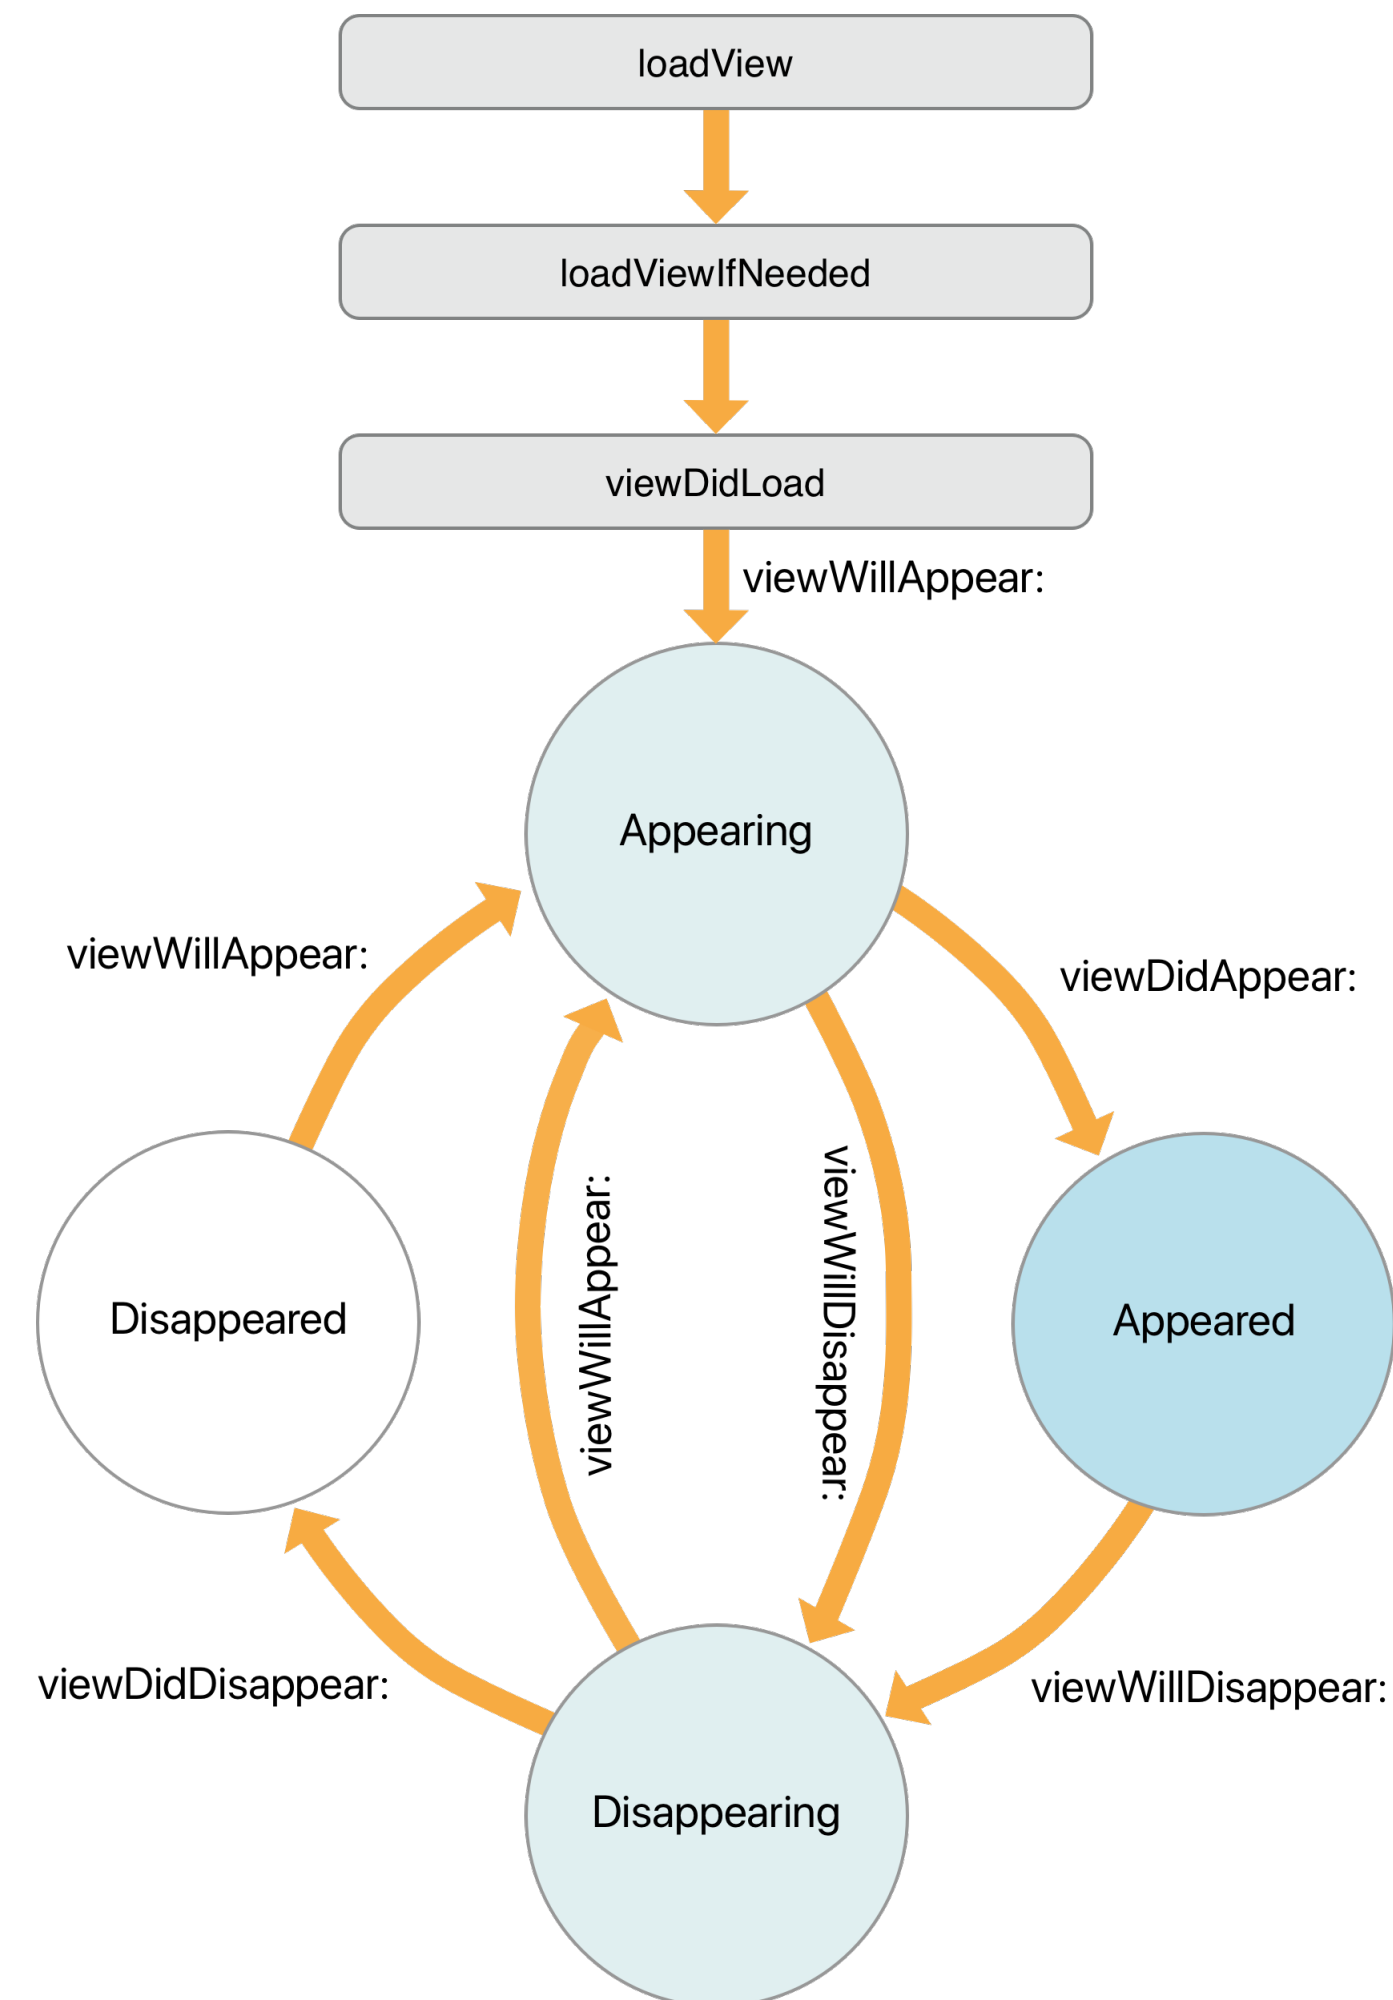 loadView
loadViewIfNeeded
viewDidLoad
viewWillAppear:
Appearing
viewWillAppear:
viewDidAppear:
viewWillAppear:
viewWillDisappear:
Disappeared
Appeared
viewDidDisappear:
viewWillDisappear:
Disappearing